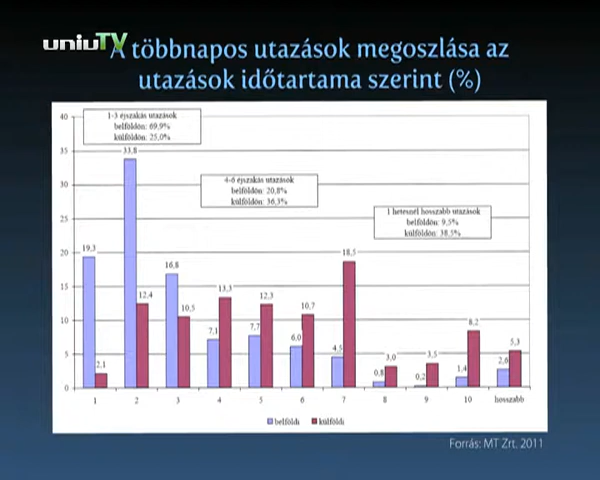 uniuTV
A többnapos utazások megoszlása az
utazások időtartama szerint (%)
1-3 éjszakás utazások
belföldön: 69,9%
külföldön: 25,0%
4-6 éjszakás utazások
belföldön: 20,8%
külföldön: 36,3%
1 hetesnél hosszabb utazások
belföldön: 9,5%
külföldön: 38,5%
40
35
30
25
20
15
10
5
0
19,3
2,1
33,8
12,4
16,8
10,5
7,1
13,3
7,7
12,3
6,0
10,7
4,5
18,5
0,8
3,0
0,2
3,5
1,4
8,2
2,6
5,3
1 2 3 4 5 6 7 8 9 10 hosszabb
belföldi külföldi
Forrás: MT Zrt. 2011